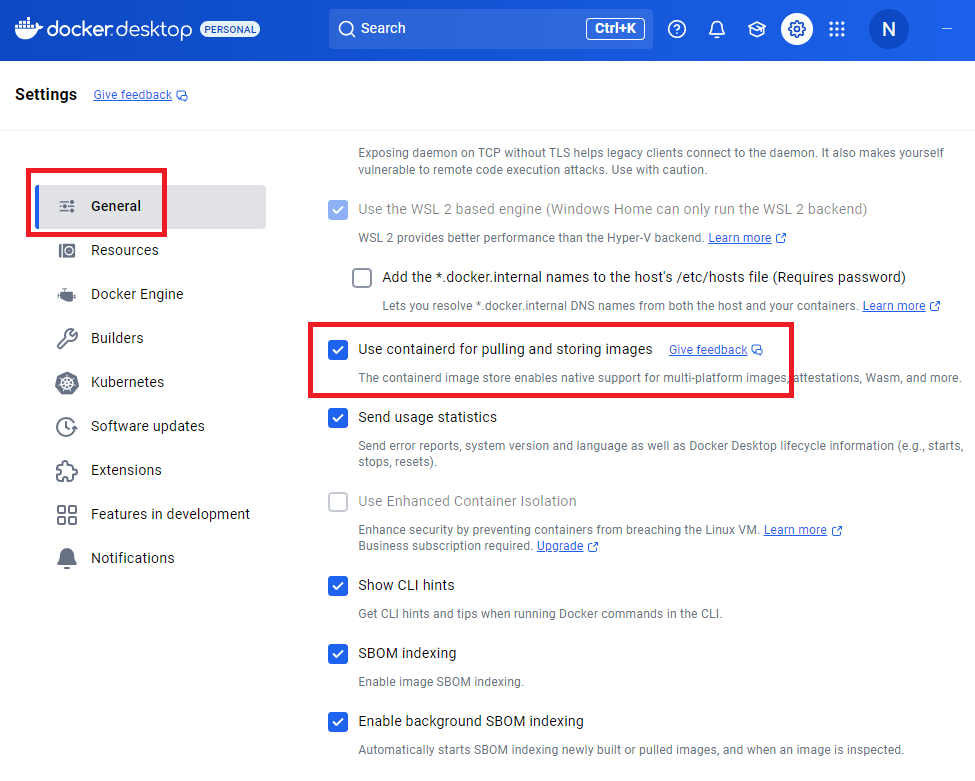 docker.desktop PERSONAL Search Ctrl+K N
Settings Give feedback
Exposing daemon on TCP without TLS helps legacy clients connect to the daemon. It also makes yourself
vulnerable to remote code execution attacks. Use with caution.
General
Resources
Docker Engine
Builders
Kubernetes
Software updates
Extensions
Features in development
Notifications
Use the WSL 2 based engine (Windows Home can only run the WSL 2 backend)
WSL 2 provides better performance than the Hyper-V backend. Learn more
Add the *.docker.internal names to the host's /etc/hosts file (Requires password)
Lets you resolve *.docker.internal DNS names from both the host and your containers. Learn more
Use containerd for pulling and storing images Give feedback
The containerd image store enables native support for multi-platform images, attestations, Wasm, and more.
Send usage statistics
Send error reports, system version and language as well as Docker Desktop lifecycle information (e.g., starts,
stops, resets).
Use Enhanced Container Isolation
Enhance security by preventing containers from breaching the Linux VM. Learn more
Business subscription required. Upgrade
Show CLI hints
Get CLI hints and tips when running Docker commands in the CLI.
SBOM indexing
Enable image SBOM indexing.
Enable background SBOM indexing
Automatically starts SBOM indexing newly built or pulled images, and when an image is inspected.